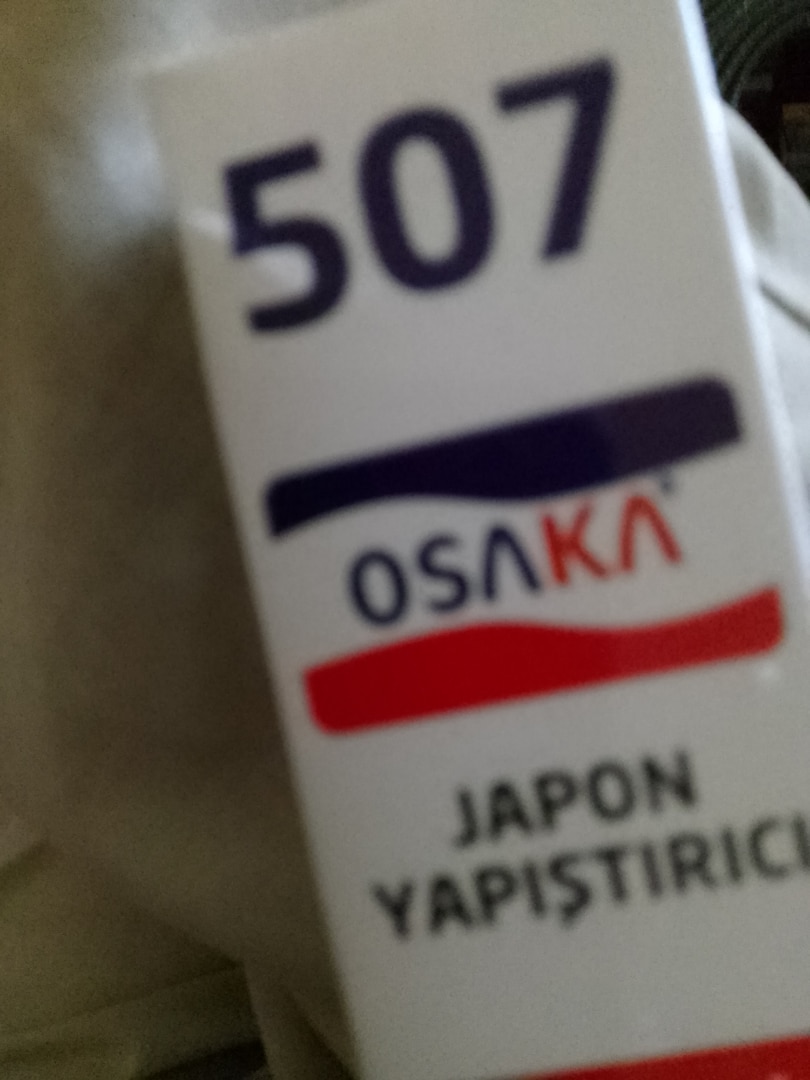 507
OSAKA
JAPON
YAPIŞTIRICI